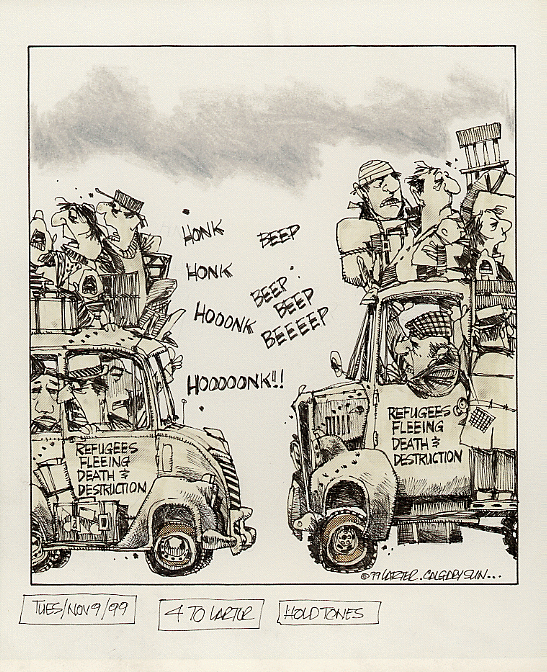 HONK
HONK
HOOONK
HOOOOONK!!
BEEP
BEEP
BEEP
BEEEEP
REFUGEES
FLEEING
DEATH &
DESTRUCTION
REFUGEES
FLEEING
DEATH &
DESTRUCTION
©'99 LARTER. CALGARY SUN...
TUES/NOV 9/99
4 TO LARTER
HOLD TONES